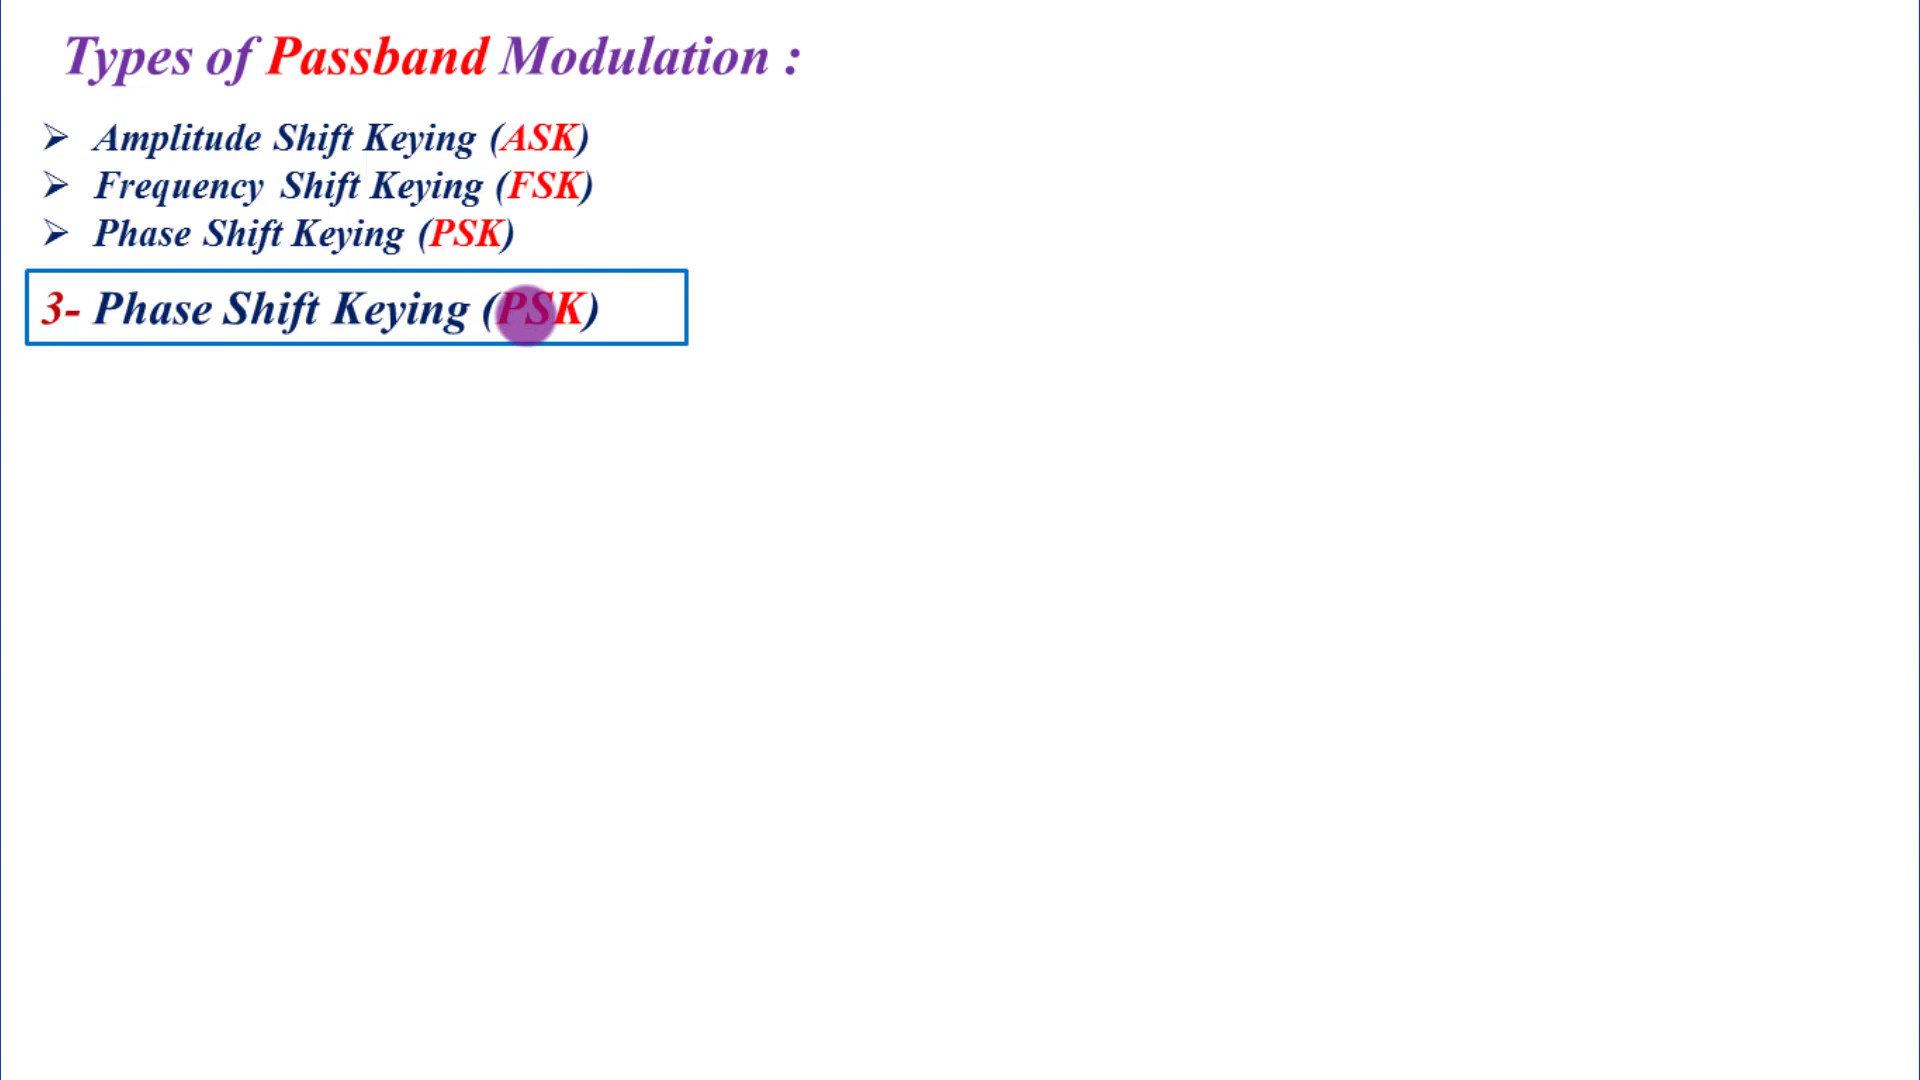 Types of Passband Modulation :
➢ Amplitude Shift Keying (ASK)
➢ Frequency Shift Keying (FSK)
➢ Phase Shift Keying (PSK)
3- Phase Shift Keying (PSK)